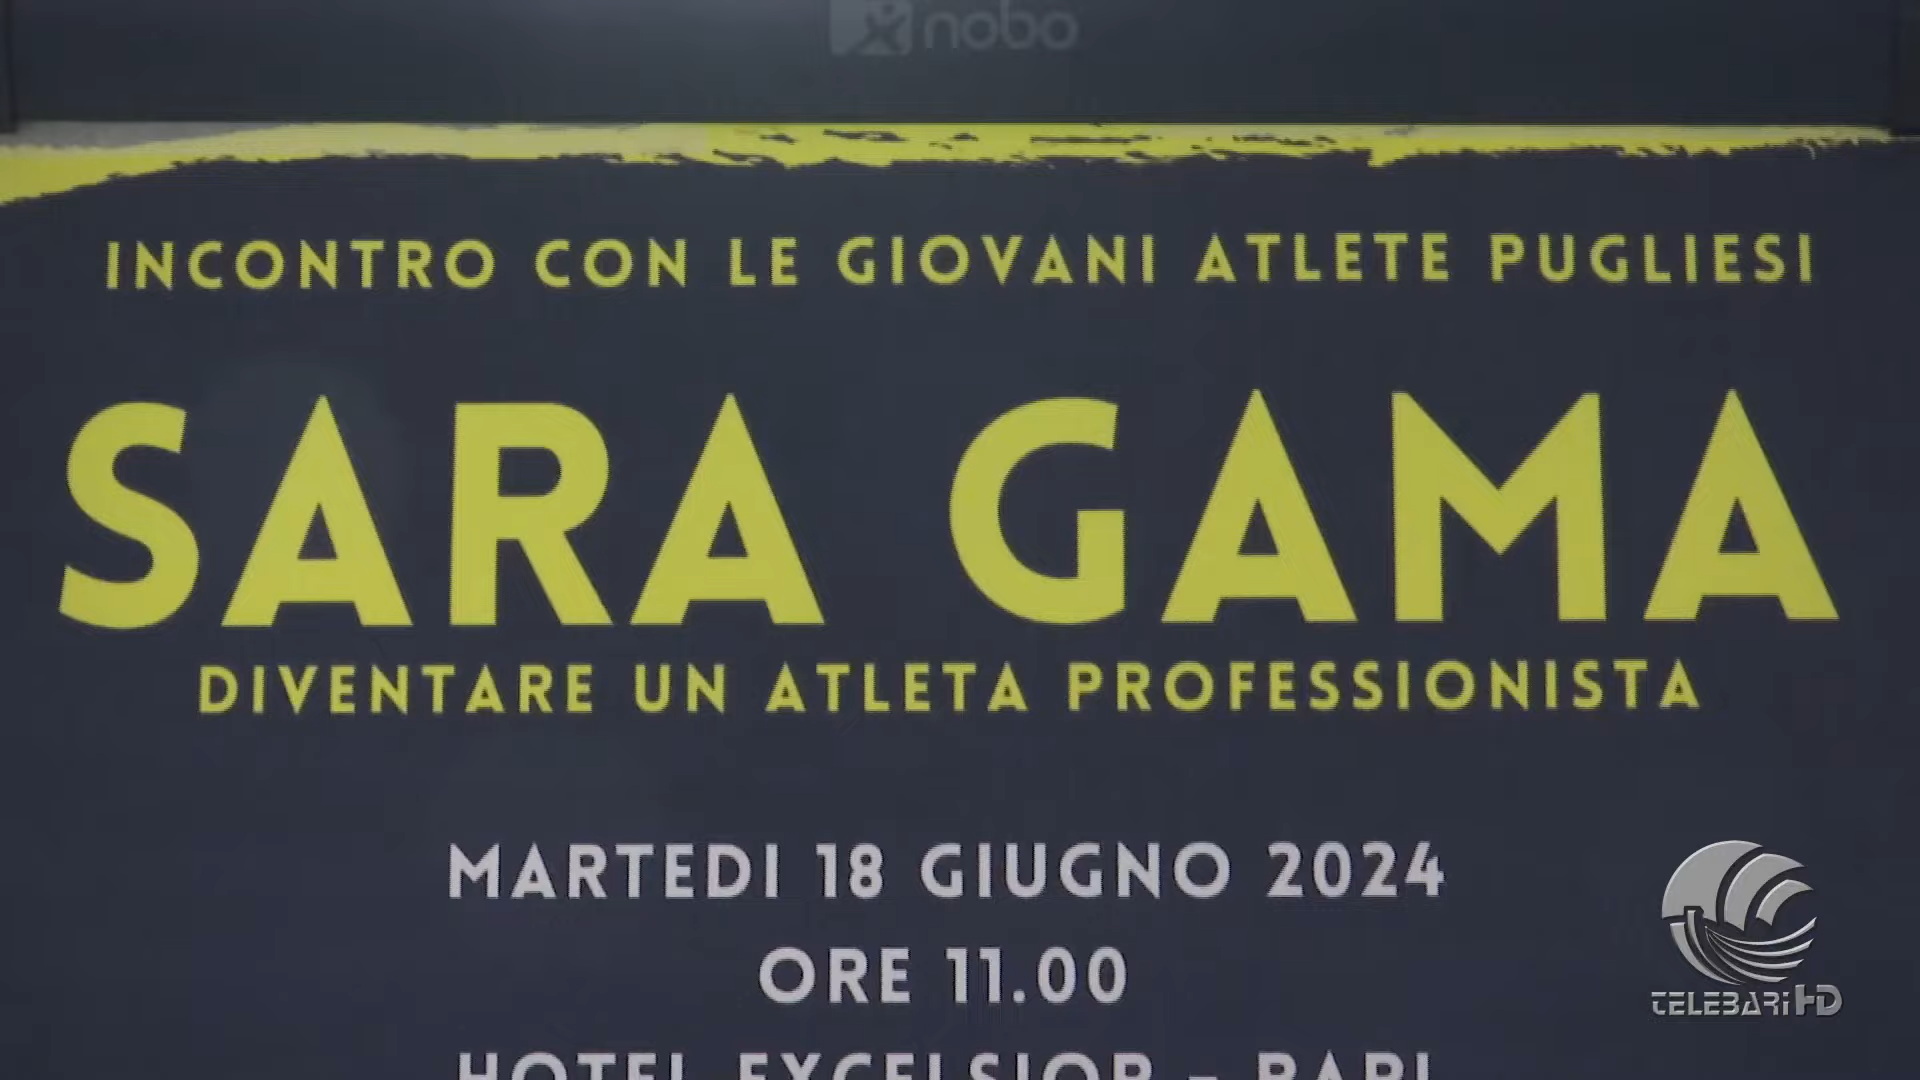 nobo
INCONTRO CON LE GIOVANI ATLETE PUGLIESI
SARA GAMA
DIVENTARE UN ATLETA PROFESSIONISTA
MARTEDI 18 GIUGNO 2024
ORE 11.00
HOTEL EXCELSIOR - BARI
TELEBARI HD